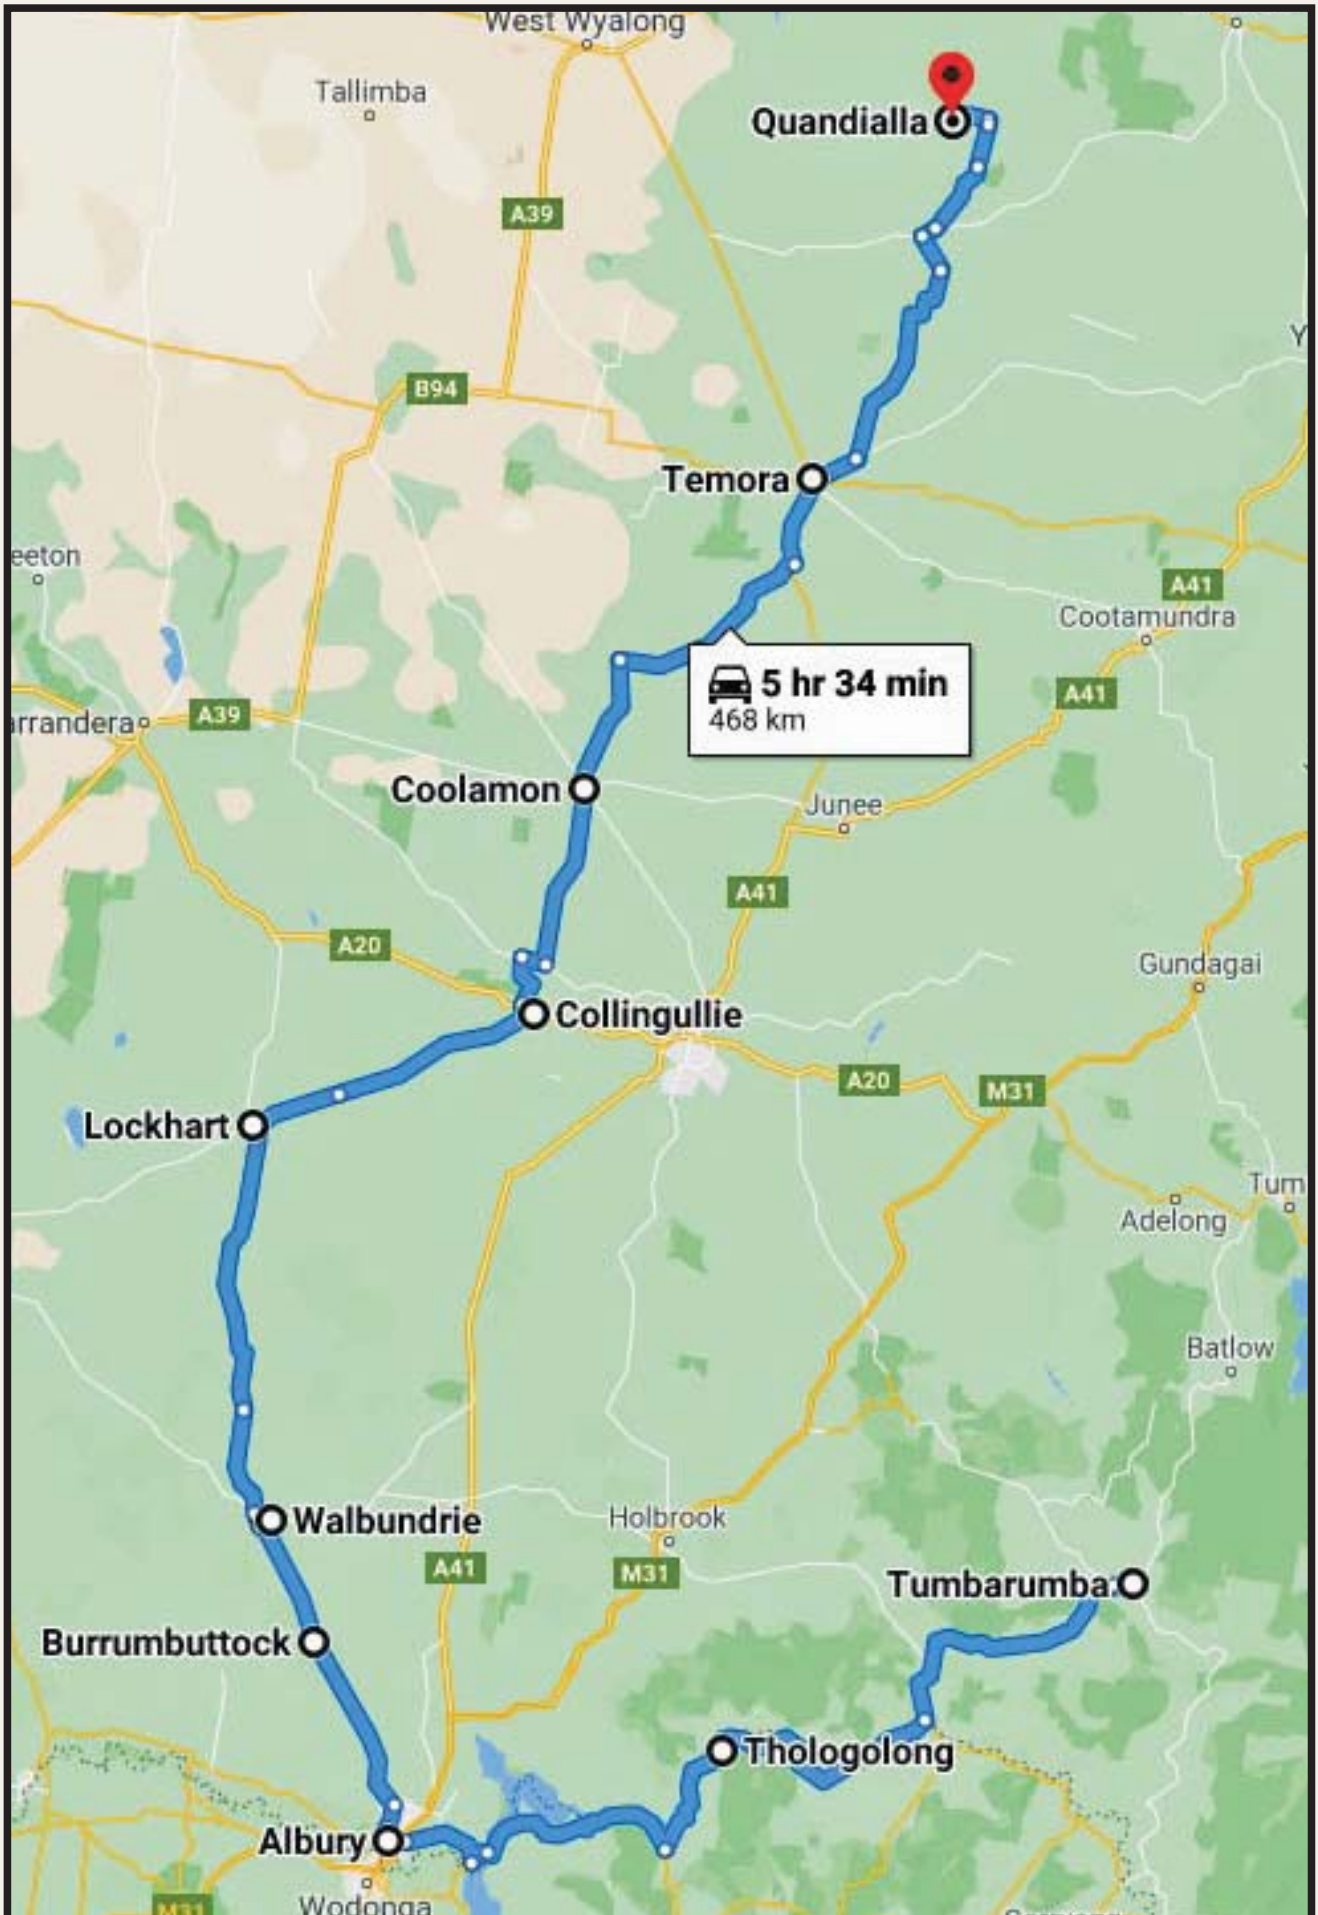 West Wyalong
Tallimba
Quandialla
A39
Y
B94
Temora
eeton
A41
Cootamundra
5 hr 34 min
468 km
A41
arrandera
A39
Coolamon
Junee
A41
A20
Gundagai
Collingullie
A20
M31
Lockhart
Tum
Adelong
Batlow
Walbundrie
Holbrook
A41
M31
Tumbarumba
Burrumbuttock
Thologolong
Albury
M31
Wodonga